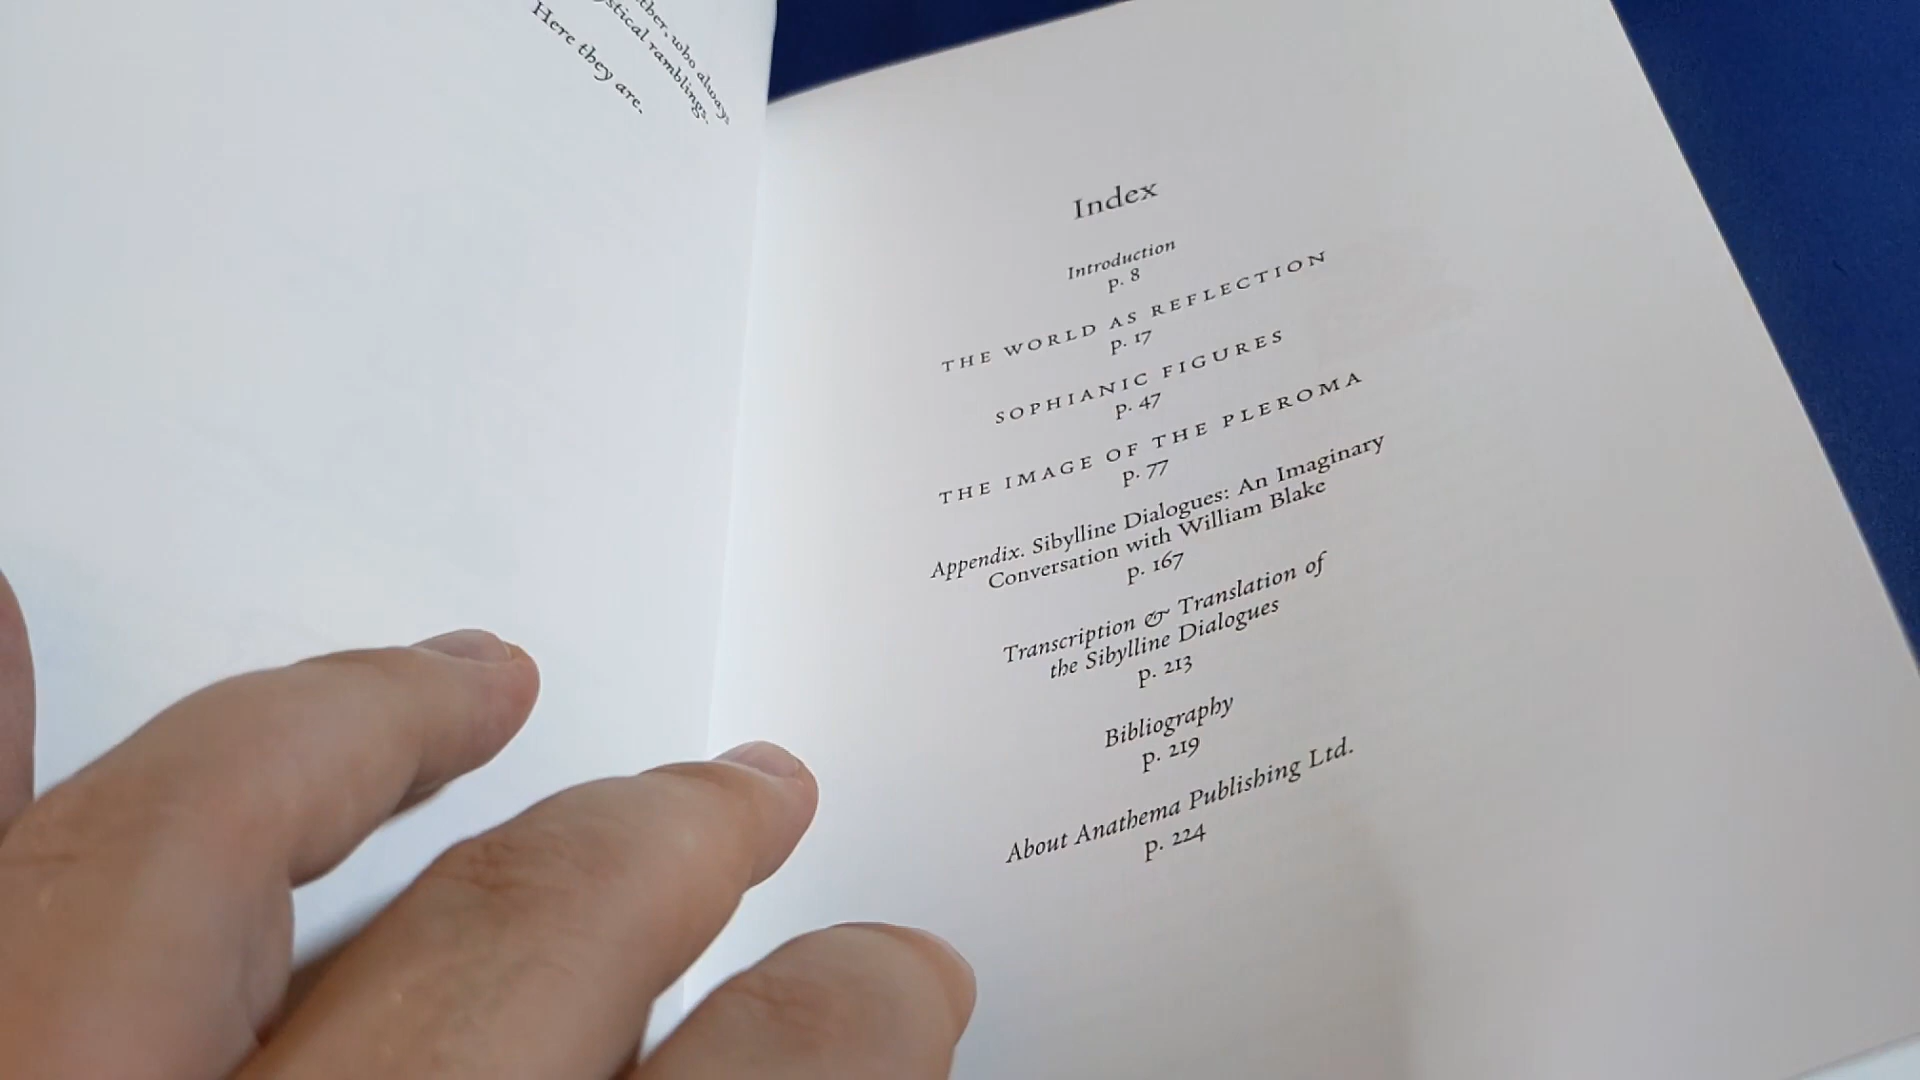 who always
ramblings.
Here they are.
Index
Introduction
p. 8
THE WORLD AS REFLECTION
p. 17
SOPHIANIC FIGURES
p. 47
THE IMAGE OF THE PLEROMA
p. 77
Appendix. Sibylline Dialogues: An Imaginary
Conversation with William Blake
p. 167
Transcription & Translation of
the Sibylline Dialogues
p. 213
Bibliography
p. 219
About Anathema Publishing Ltd.
p. 224